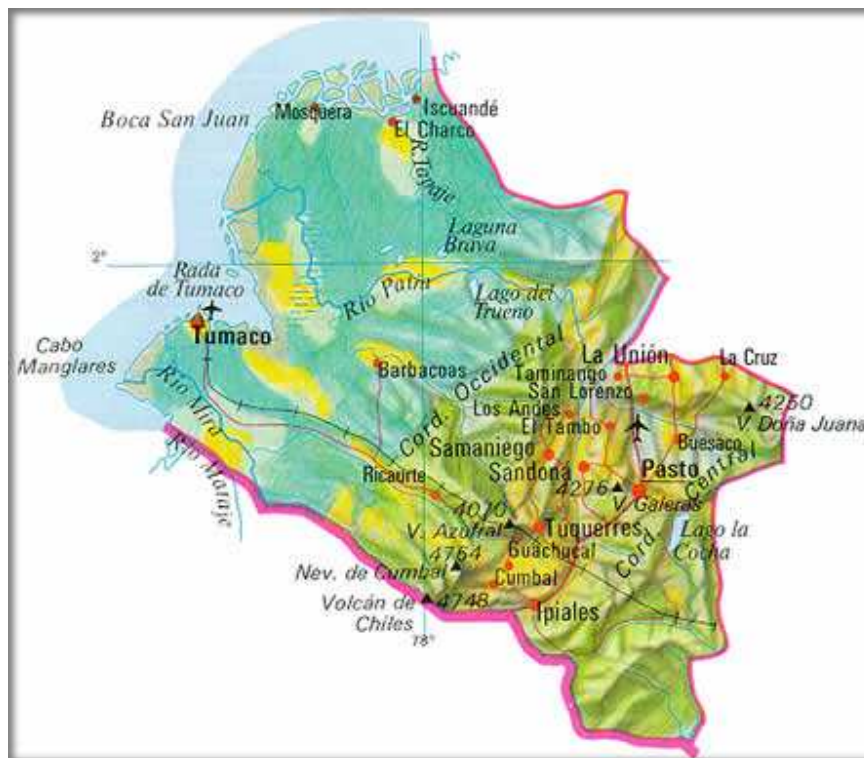 Mosquera
Iscuandé
Boca San Juan
El Charco
R. Tapaje
Laguna
Brava
2°
Rada
de Tumaco
Río Patía
Lago del
Trueno
Tumaco
Cabo
Manglares
Río Mira
Río Mataje
Barbacoas
Cord. Occidental
La Unión
La Cruz
Taminango
San Lorenzo
Los Andes
El Tambo
4250
V. Doña Juana
Buesaco
Samaniego
Sandoná
Pasto
Ricaurte
4276
V. Galeras
Cord. Central
4070
V. Azufral
Tuquerres
Lago la
Cocha
4764
Guachucal
Nev. de Cumbal
Cumbal
Volcán de
Chiles
4748
Ipiales
78°